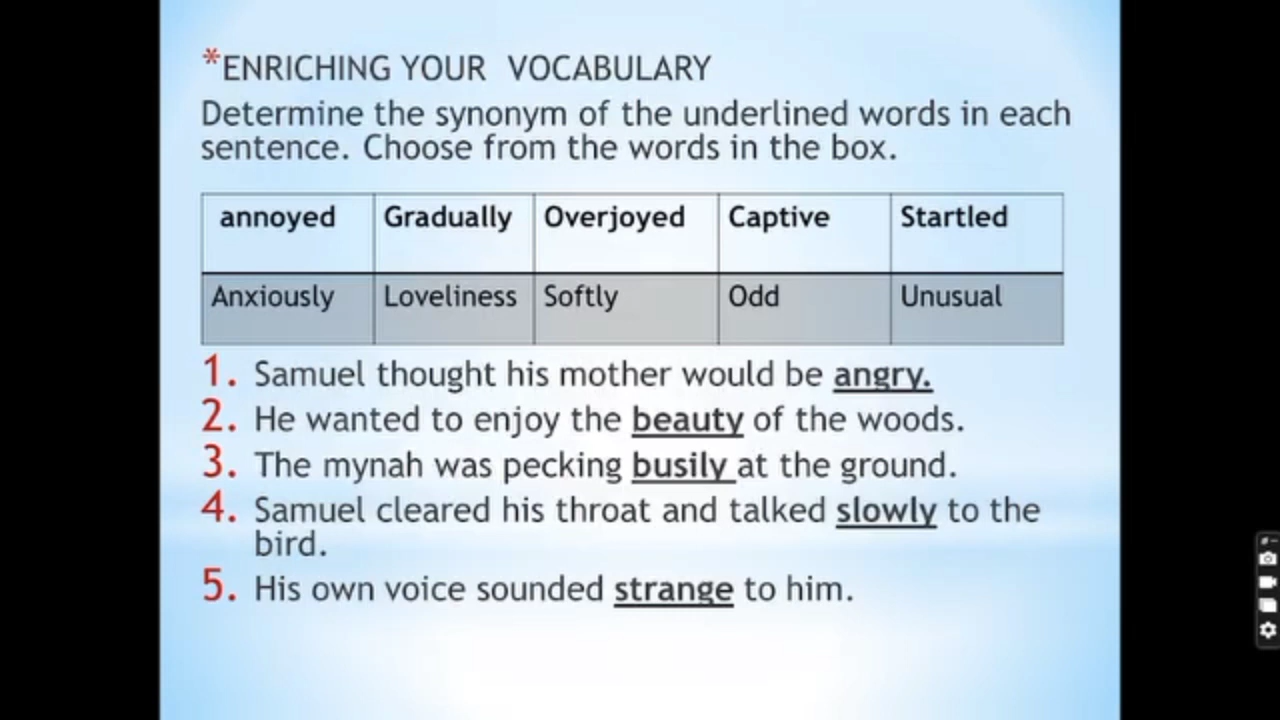 *ENRICHING YOUR VOCABULARY
Determine the synonym of the underlined words in each
sentence. Choose from the words in the box.
annoyed Gradually Overjoyed Captive Startled
Anxiously Loveliness Softly Odd Unusual
1. Samuel thought his mother would be angry.
2. He wanted to enjoy the beauty of the woods.
3. The mynah was pecking busily at the ground.
4. Samuel cleared his throat and talked slowly to the
bird.
5. His own voice sounded strange to him.